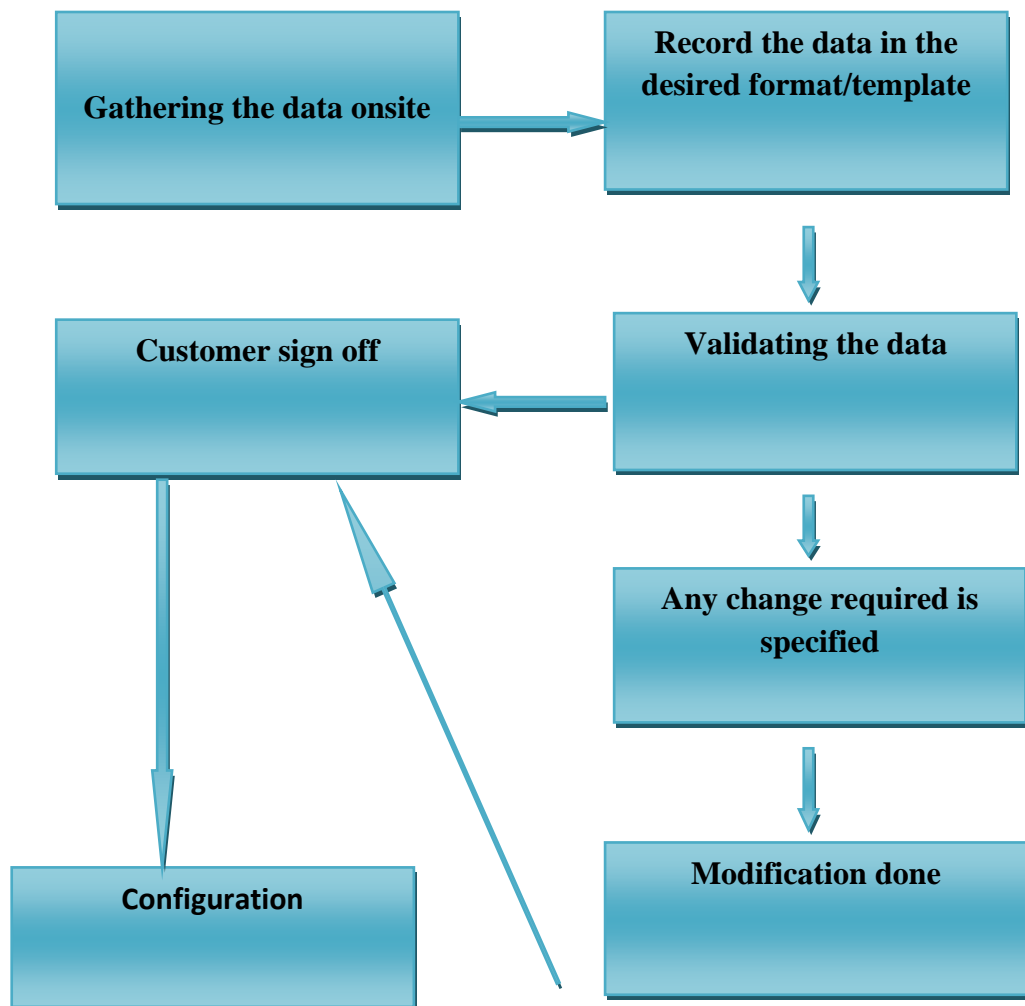 Gathering the data onsite
Record the data in the
desired format/template
Customer sign off
Validating the data
Any change required is
specified
Modification done
Configuration